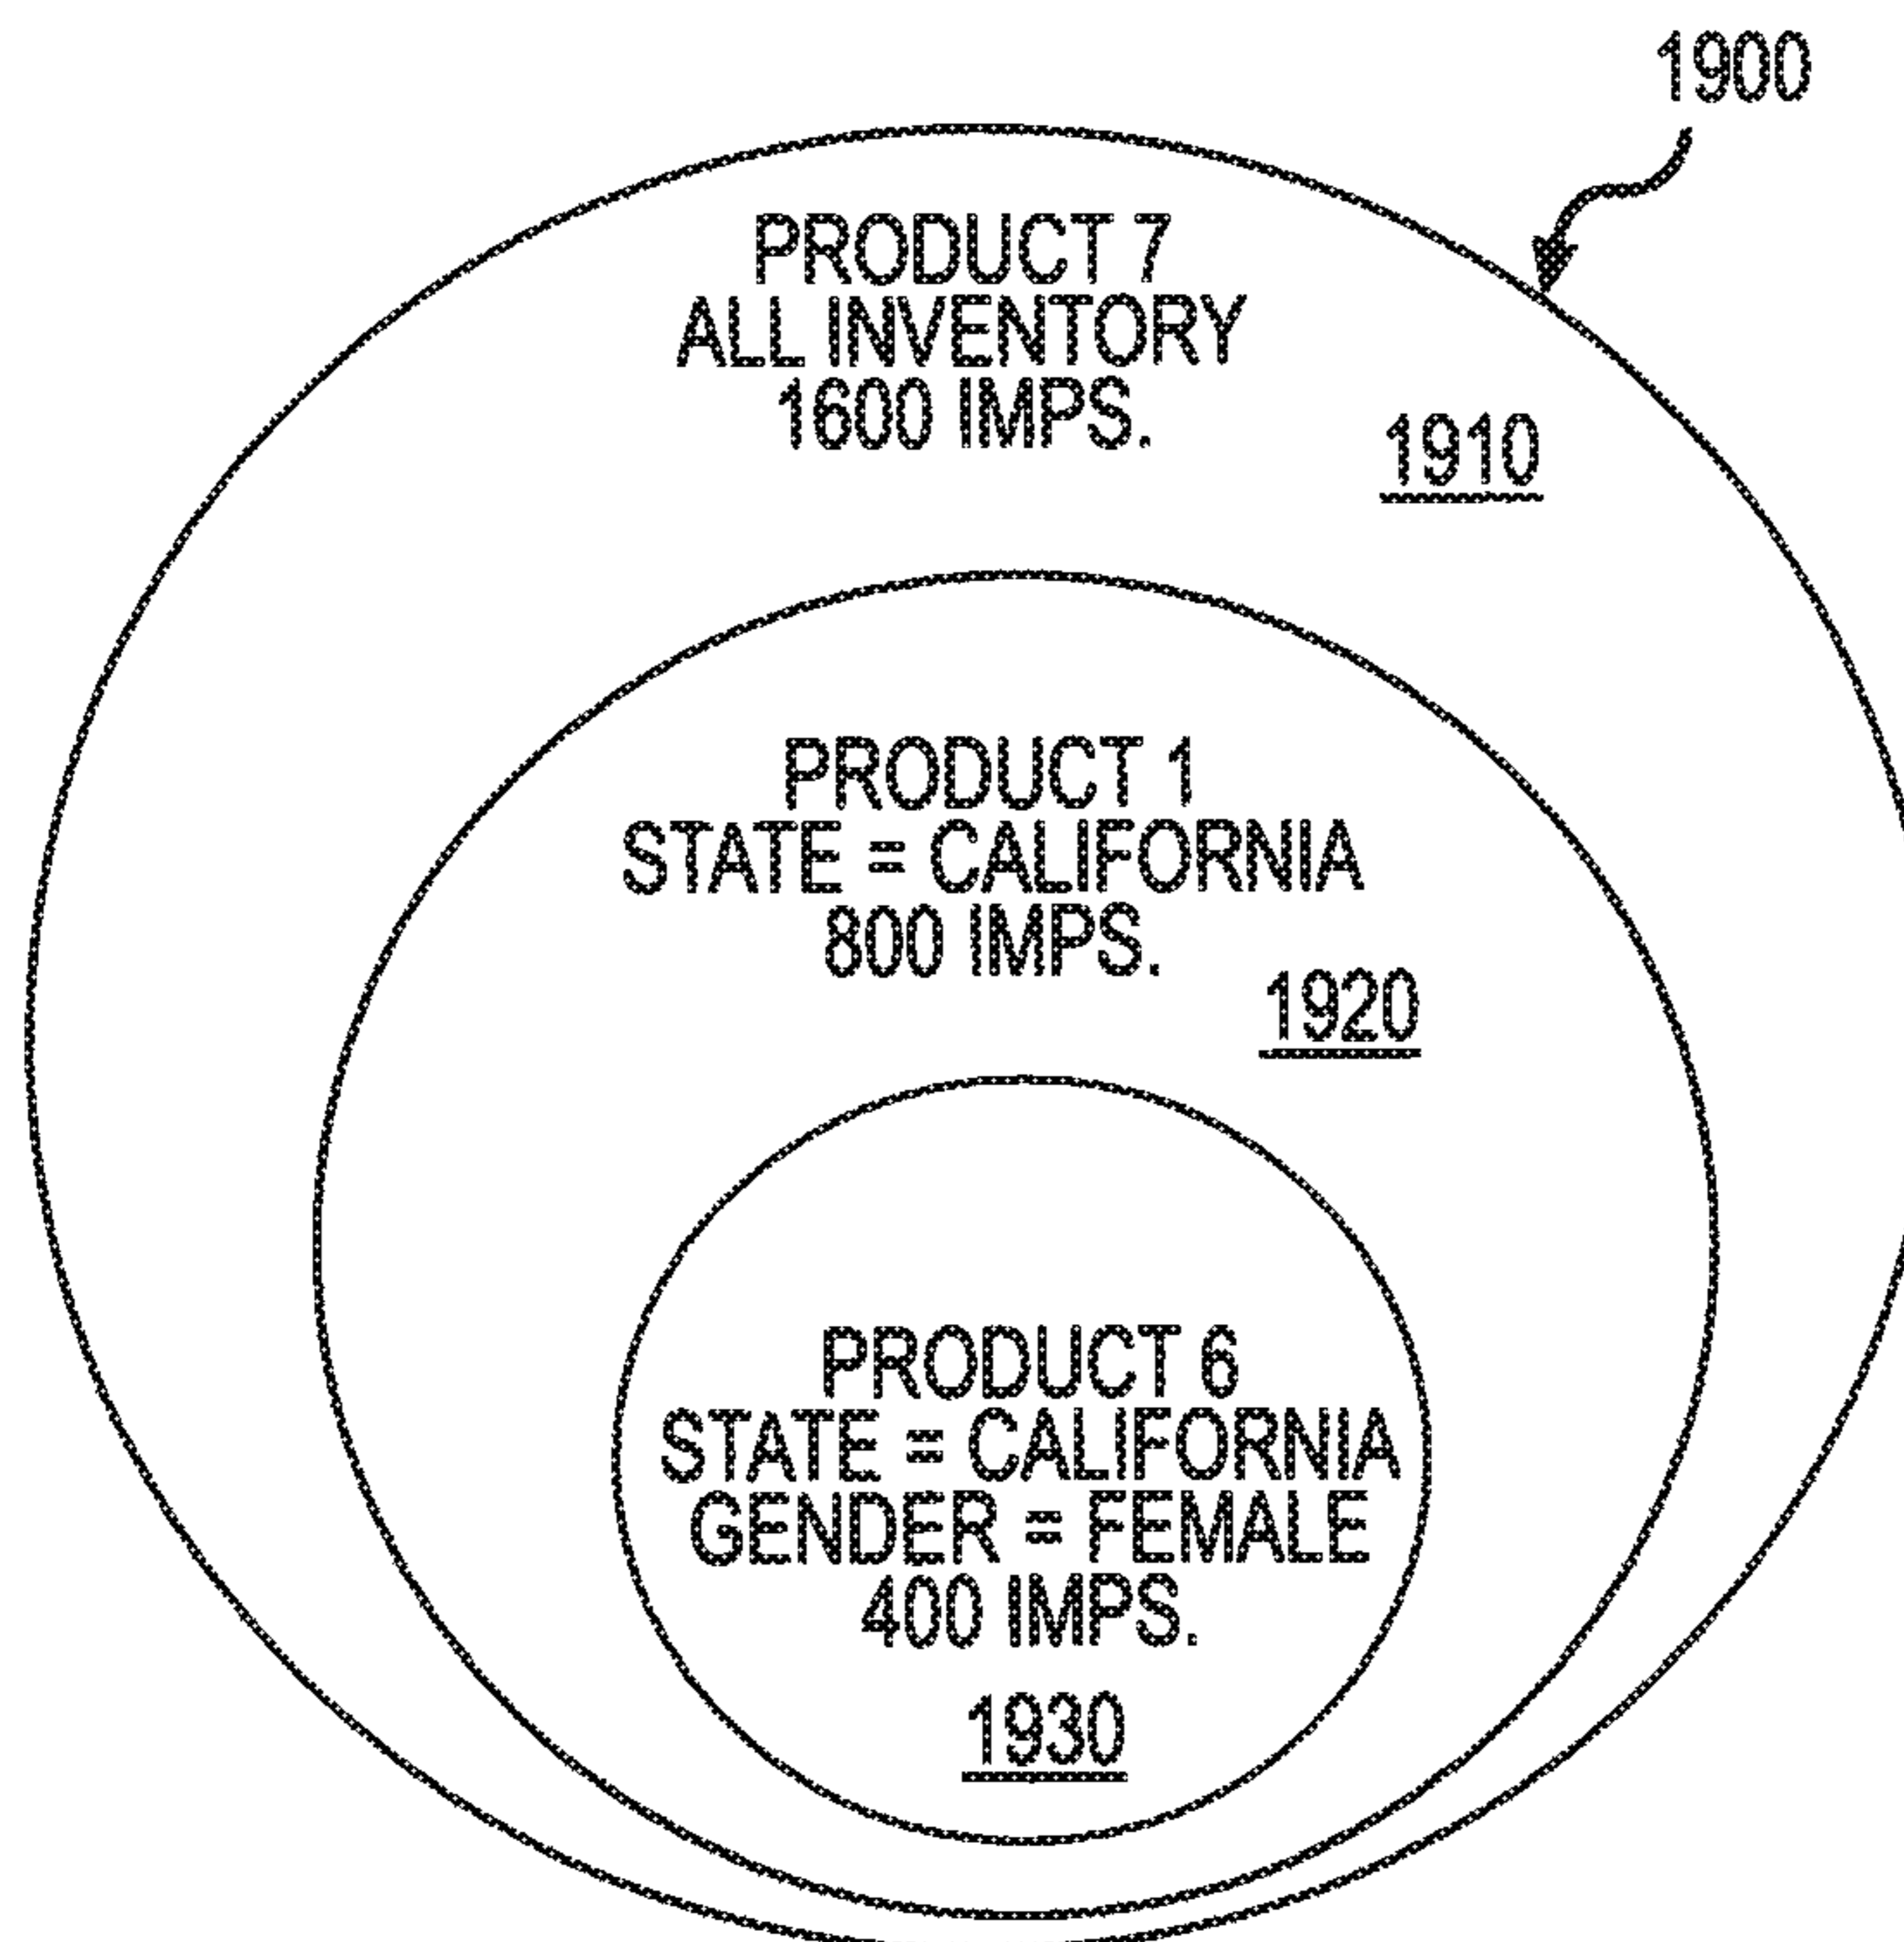 1900
PRODUCT 7
ALL INVENTORY
1600 IMPS.
1910
PRODUCT 1
STATE = CALIFORNIA
800 IMPS.
1920
PRODUCT 6
STATE = CALIFORNIA
GENDER = FEMALE
400 IMPS.
1930